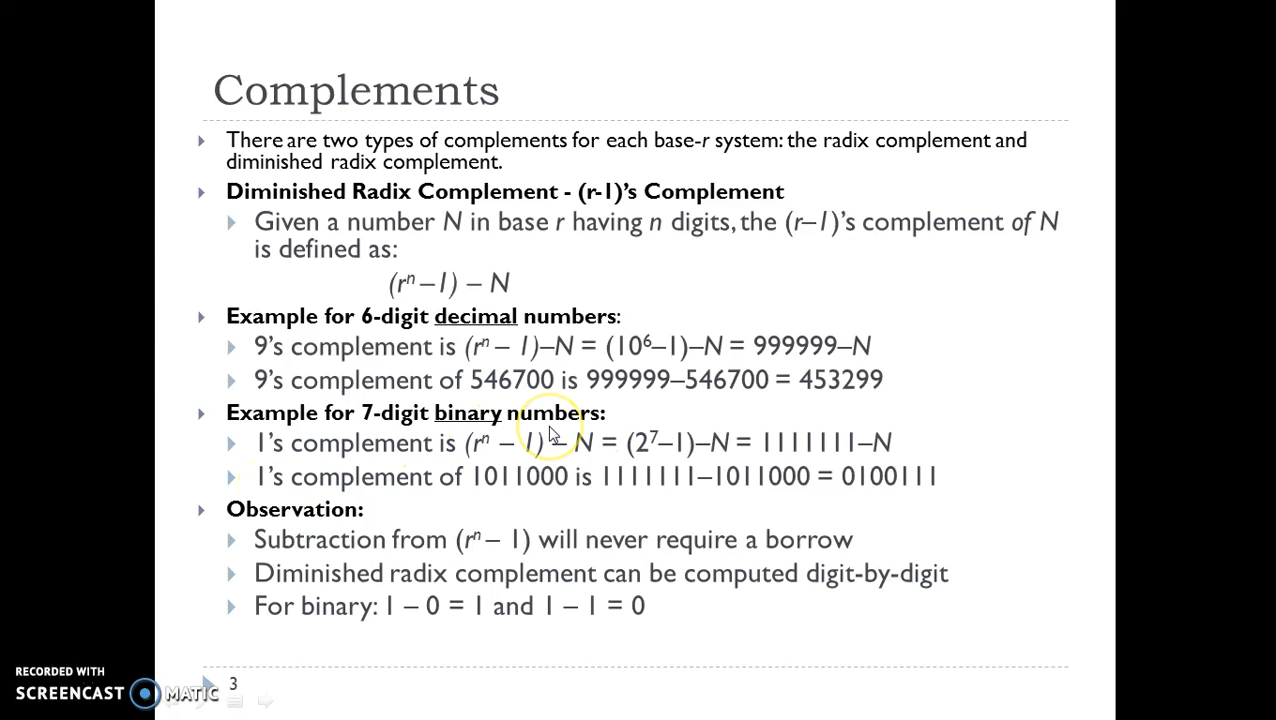 Complements
There are two types of complements for each base-r system: the radix complement and
diminished radix complement.
Diminished Radix Complement - (r-1)’s Complement
Given a number N in base r having n digits, the (r–1)’s complement of N
is defined as:
(rⁿ –1) – N
Example for 6-digit decimal numbers:
9’s complement is (rⁿ – 1)–N = (10⁶–1)–N = 999999–N
9’s complement of 546700 is 999999–546700 = 453299
Example for 7-digit binary numbers:
1’s complement is (rⁿ – 1) – N = (2⁷–1)–N = 1111111–N
1’s complement of 1011000 is 1111111–1011000 = 0100111
Observation:
Subtraction from (rⁿ – 1) will never require a borrow
Diminished radix complement can be computed digit-by-digit
For binary: 1 – 0 = 1 and 1 – 1 = 0
RECORDED WITH
SCREENCAST MATIC
3